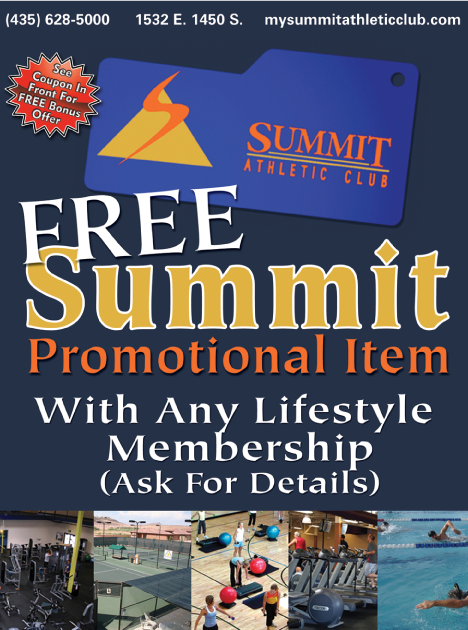 (435) 628-5000 1532 E. 1450 S. mysummitathleticclub.com
See
Coupon In
Front For
FREE Bonus
Offer
SUMMIT
ATHLETIC CLUB
FREE
Summit
Promotional Item
With Any Lifestyle
Membership
(Ask For Details)